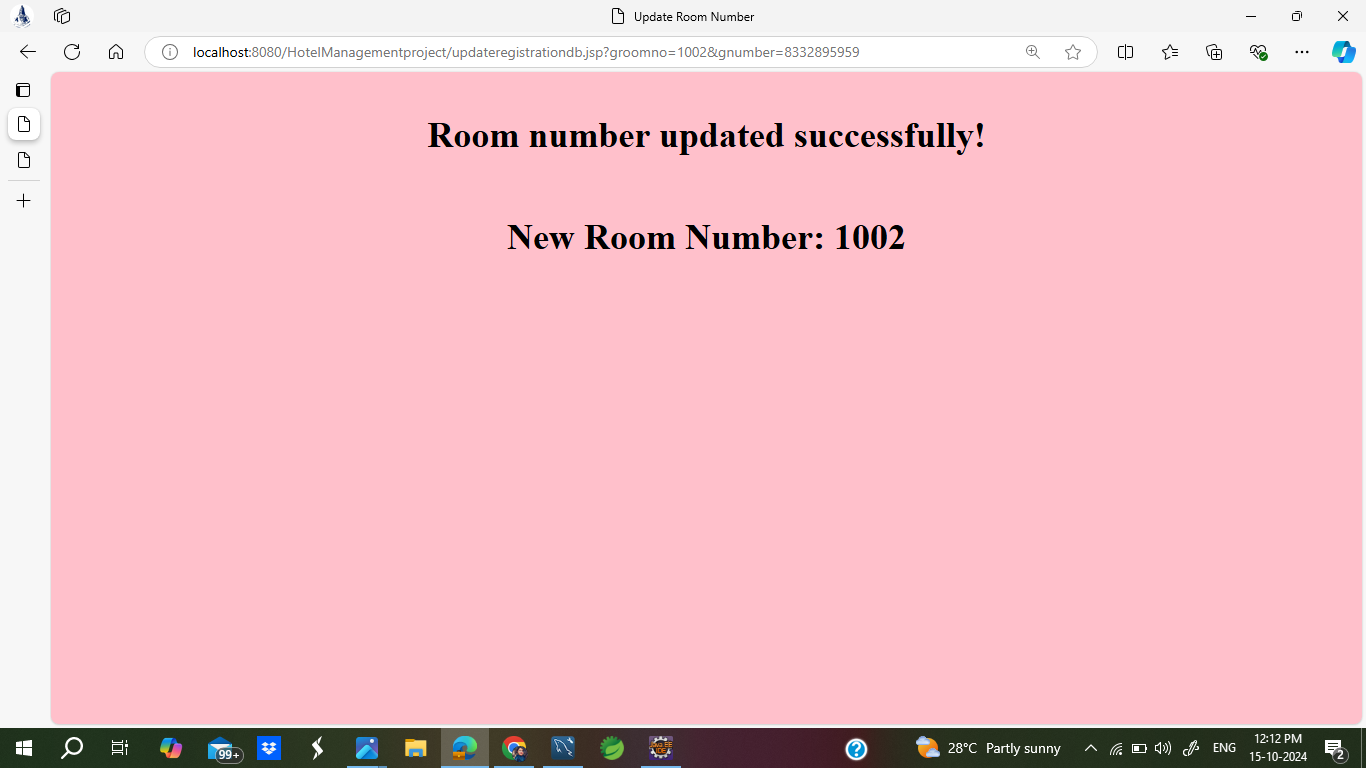 Update Room Number
localhost:8080/HotelManagementproject/updateregistrationdb.jsp?groomno=1002&gnumber=8332895959
Room number updated successfully!
New Room Number: 1002
99+
28°C Partly sunny
ENG
12:12 PM
15-10-2024
2